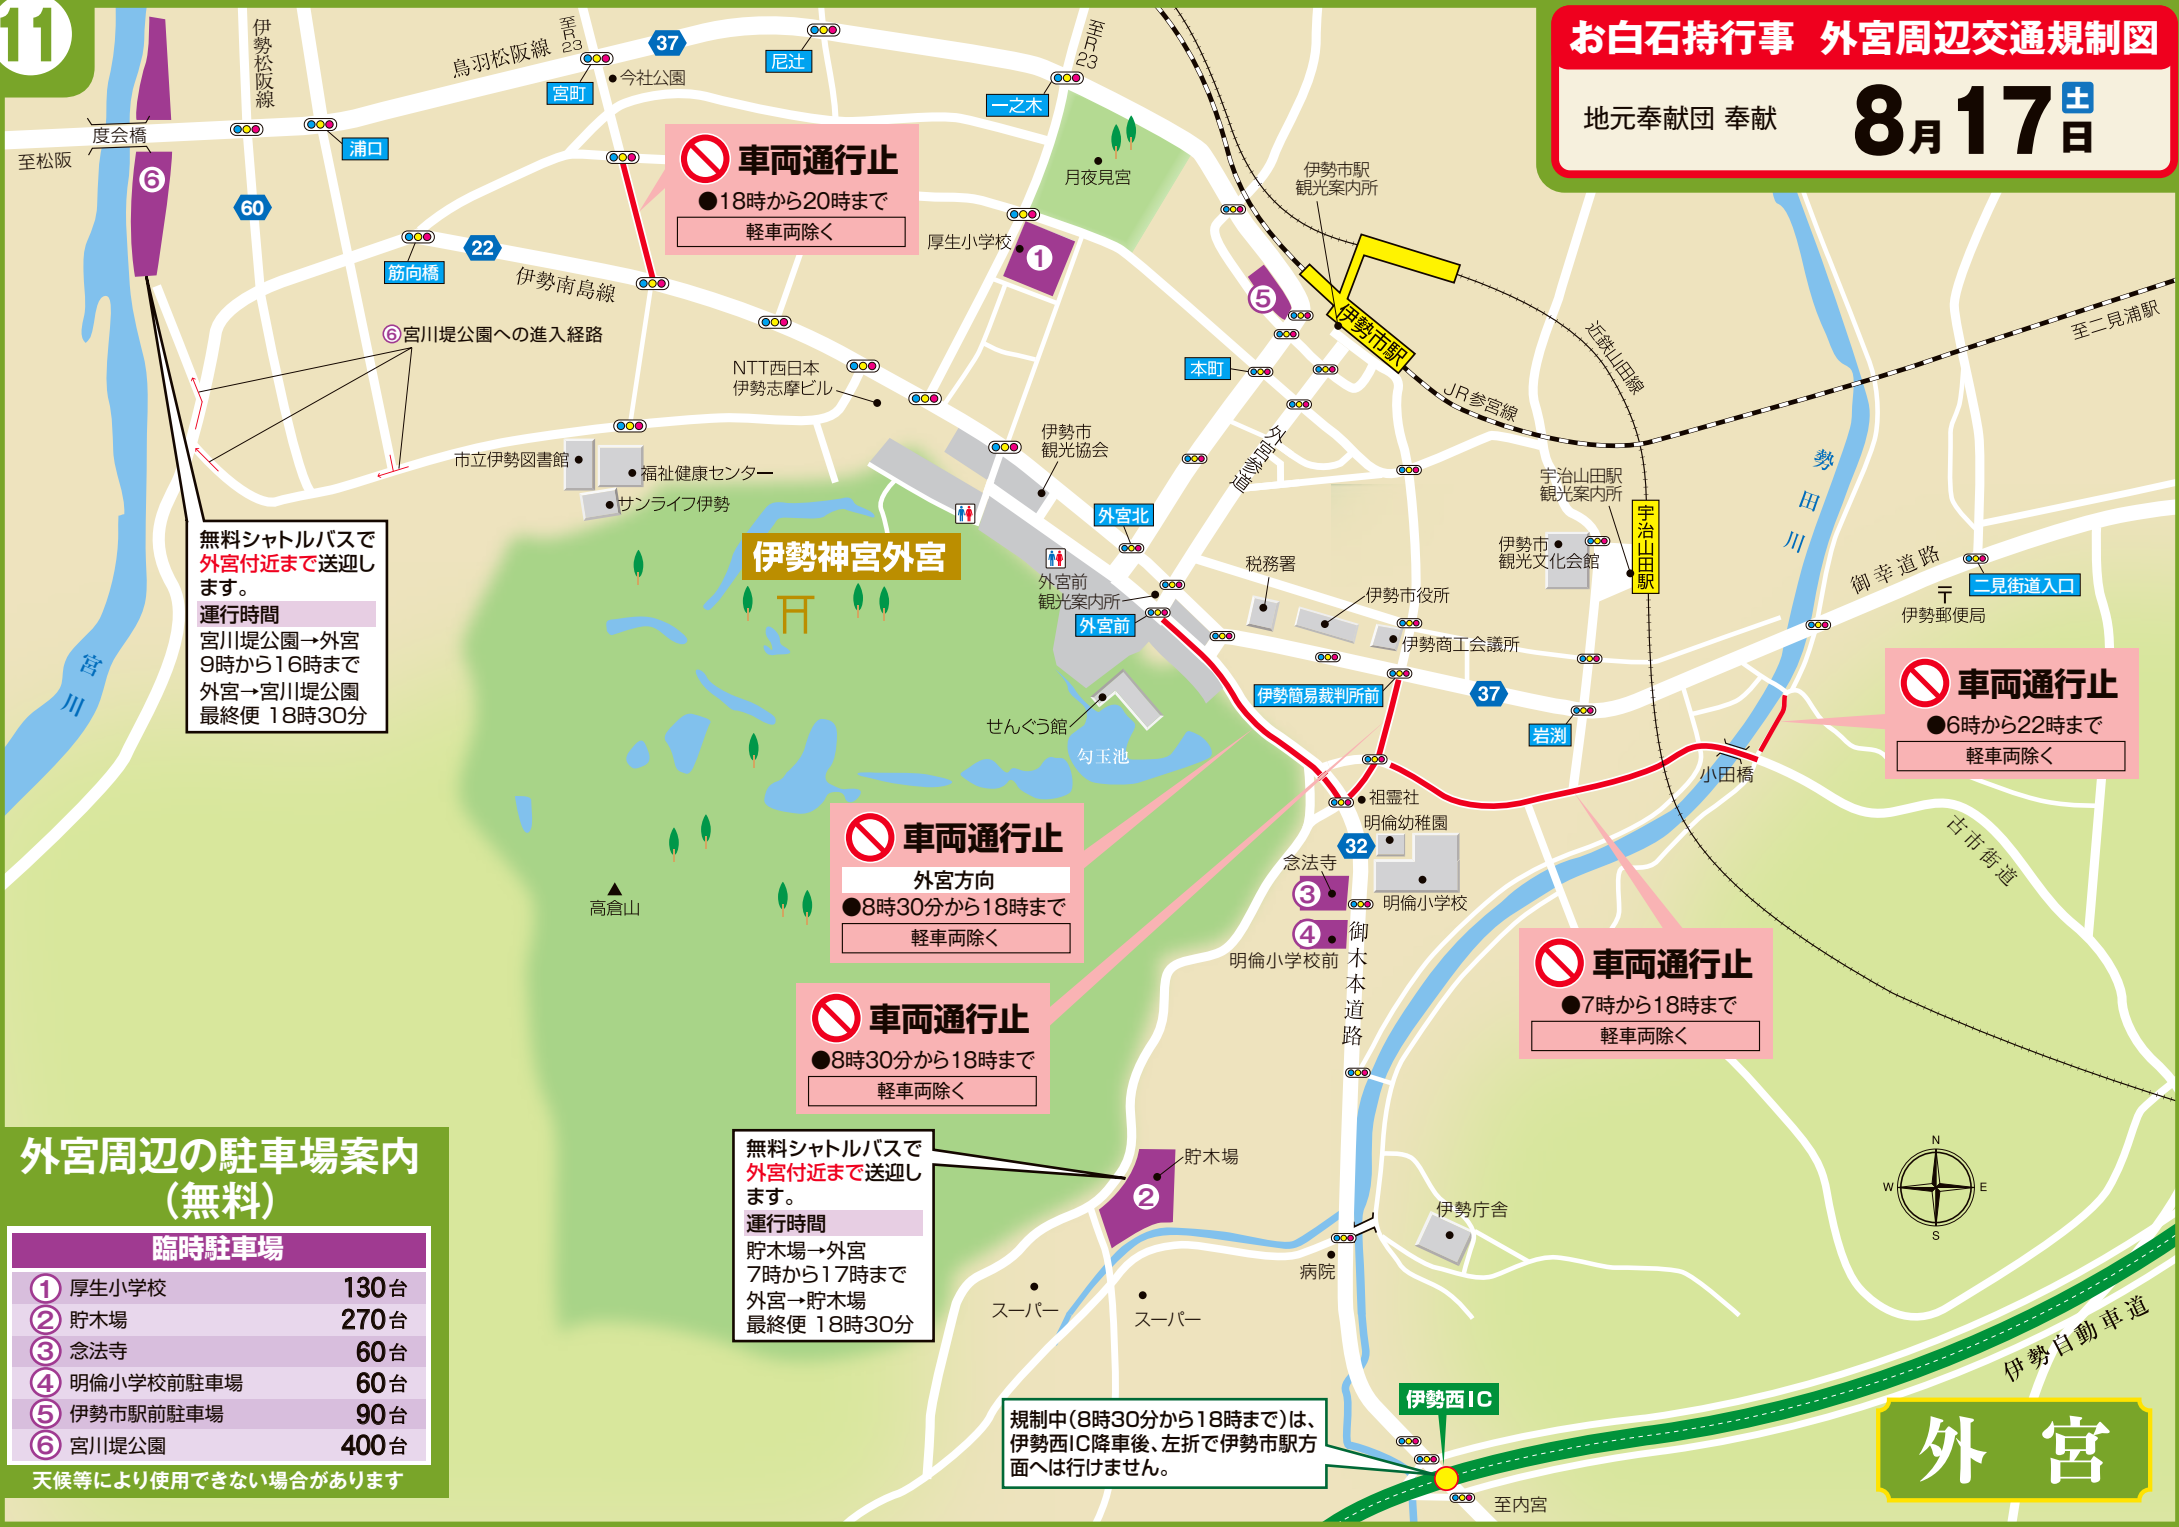 11
お白石持行事 外宮周辺交通規制図
地元奉献団 奉献
8月17日
土
至R23
伊勢松阪線
鳥羽松阪線
37
尼辻
宮町
今社公園
至R23
一之木
度会橋
至松阪
浦口
6
60
車両通行止
●18時から20時まで
軽車両除く
月夜見宮
伊勢市駅
観光案内所
22
筋向橋
伊勢南島線
厚生小学校
1
5
伊勢市駅
近鉄山田線
至二見浦駅
⑥宮川堤公園への進入経路
NTT西日本
伊勢志摩ビル
本町
JR参宮線
外宮参道
伊勢市
観光協会
市立伊勢図書館
福祉健康センター
サンライフ伊勢
宇治山田駅
観光案内所
宇治山田駅
勢田川
外宮北
伊勢神宮外宮
無料シャトルバスで
外宮付近まで送迎し
ます。
運行時間
宮川堤公園→外宮
9時から16時まで
外宮→宮川堤公園
最終便 18時30分
外宮前
観光案内所
外宮前
税務署
伊勢市役所
伊勢商工会議所
伊勢市
観光文化会館
御幸道路
二見街道入口
〒
伊勢郵便局
宮川
伊勢簡易裁判所前
37
岩渕
車両通行止
●6時から22時まで
軽車両除く
せんぐう館
勾玉池
小田橋
祖霊社
明倫幼稚園
32
念法寺
3
明倫小学校
4
明倫小学校前
御木本道路
古市街道
車両通行止
外宮方向
●8時30分から18時まで
軽車両除く
高倉山
車両通行止
●8時30分から18時まで
軽車両除く
車両通行止
●7時から18時まで
軽車両除く
無料シャトルバスで
外宮付近まで送迎し
ます。
運行時間
貯木場→外宮
7時から17時まで
外宮→貯木場
最終便 18時30分
貯木場
2
スーパー
スーパー
病院
伊勢庁舎
N
W
E
S
外宮周辺の駐車場案内
（無料）
臨時駐車場
1 厚生小学校 130台
2 貯木場 270台
3 念法寺 60台
4 明倫小学校前駐車場 60台
5 伊勢市駅前駐車場 90台
6 宮川堤公園 400台
天候等により使用できない場合があります
規制中（8時30分から18時まで）は、
伊勢西IC降車後、左折で伊勢市駅方
面へは行けません。
伊勢西IC
至内宮
伊勢自動車道
外宮